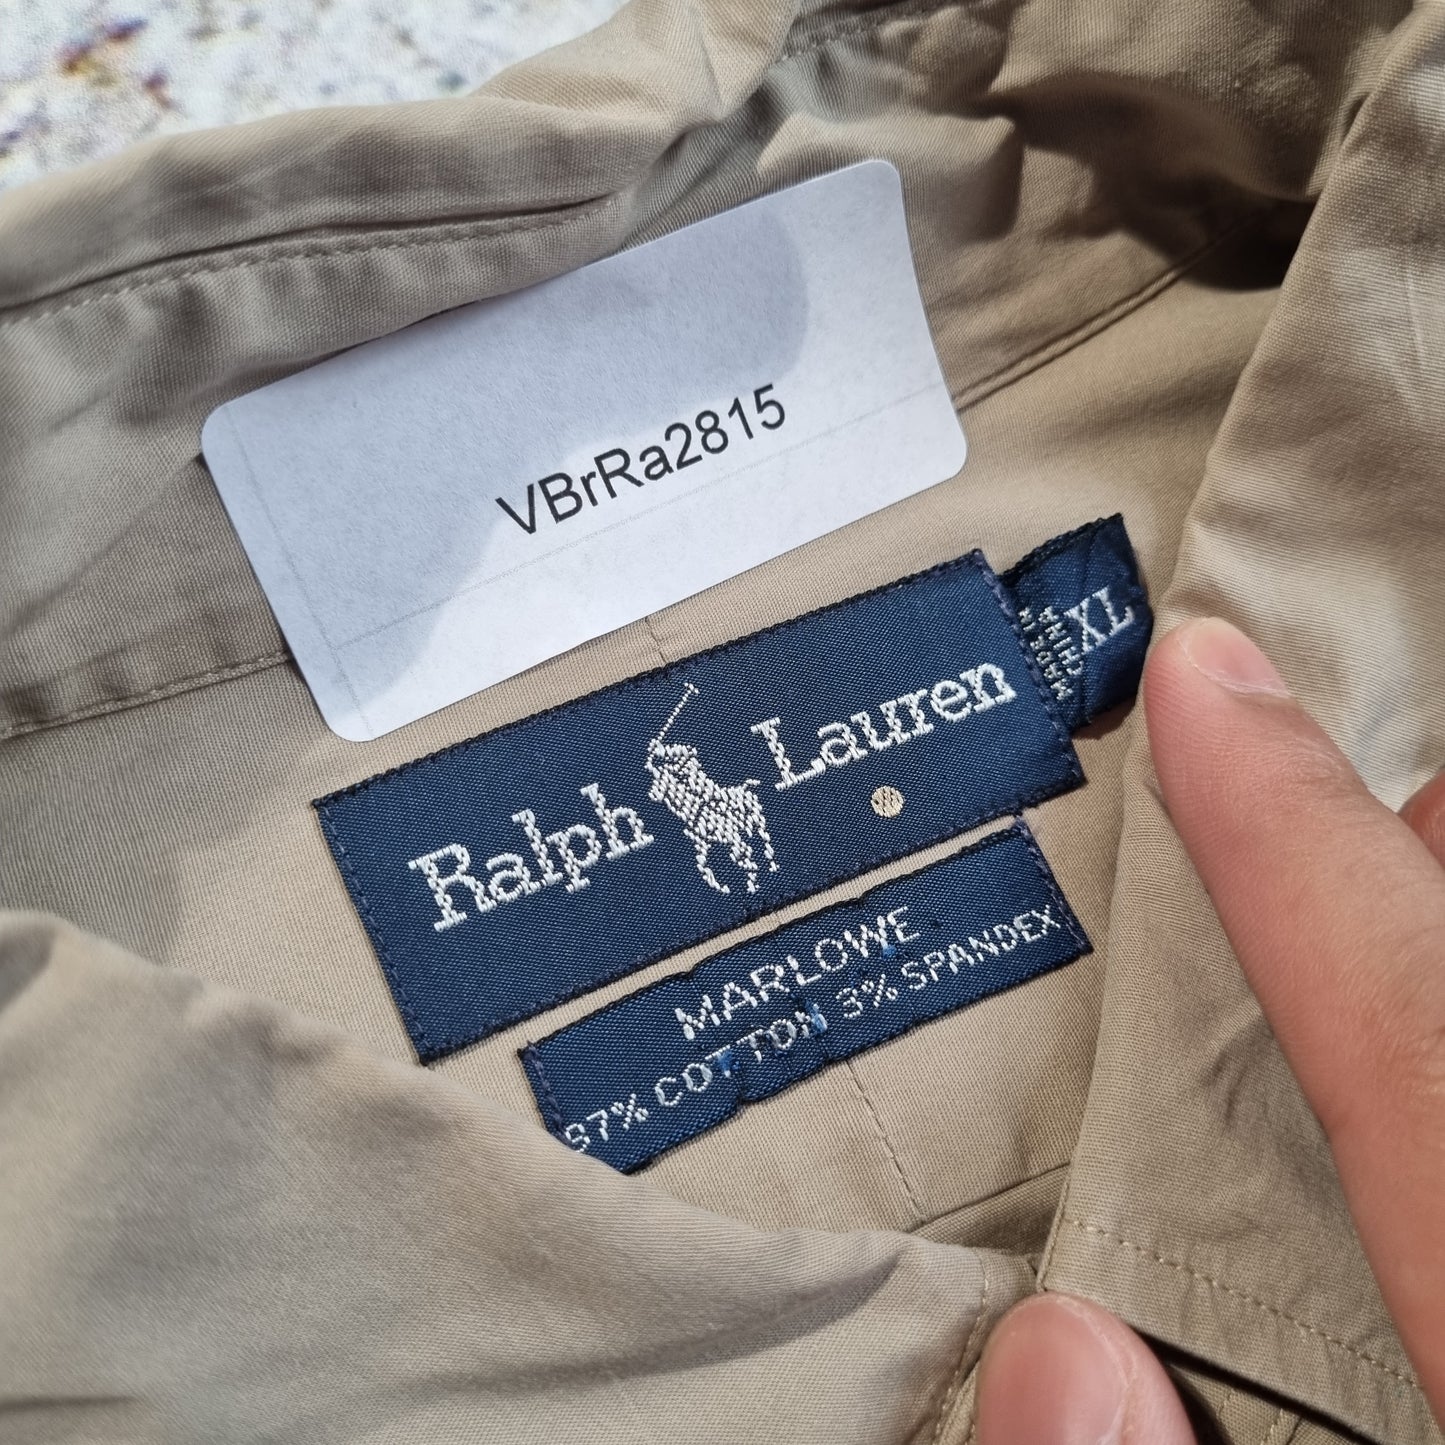 VBrRa2815
XL
Ralph Lauren
MARLOWE
97% COTTON 3% SPANDEX